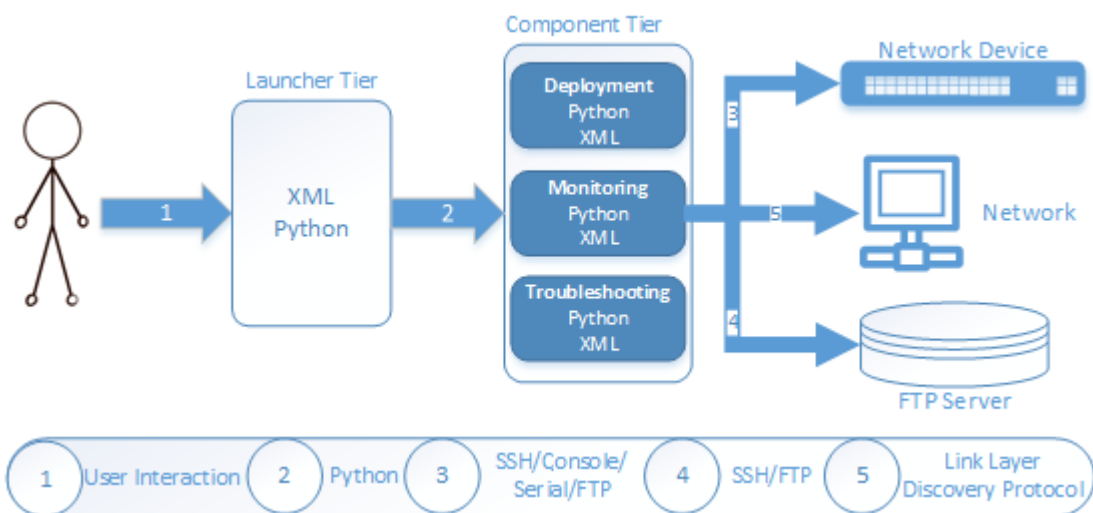 Component Tier
Network Device
Launcher Tier
Deployment
Python
XML
3
XML
Python
1
2
Monitoring
Python
XML
5
Network
Troubleshooting
Python
XML
4
FTP Server
1
User Interaction
2
Python
3
SSH/Console/
Serial/FTP
4
SSH/FTP
5
Link Layer
Discovery Protocol